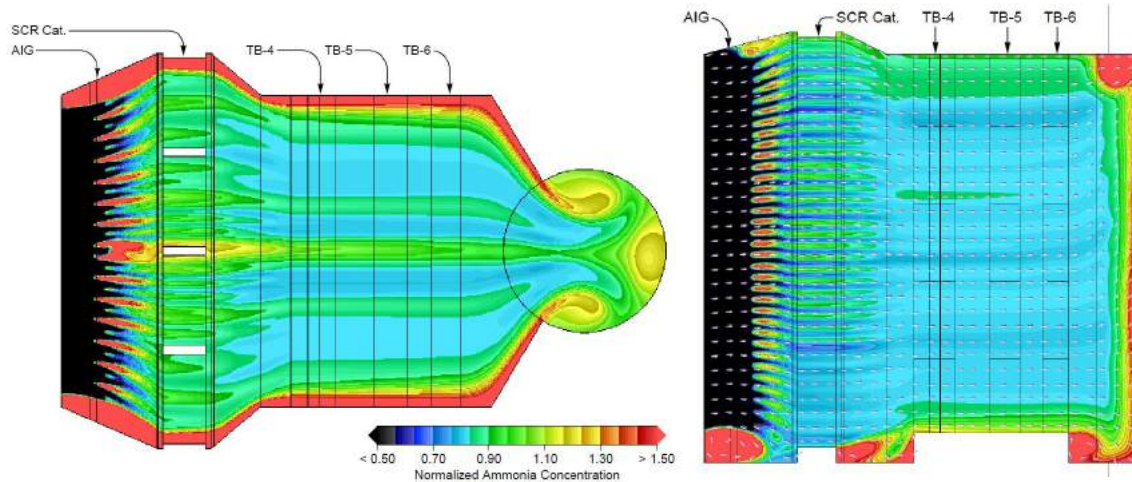 SCR Cat.
AIG
TB-4
TB-5
TB-6
< 0.50 0.70 0.90 1.10 1.30 > 1.50
Normalized Ammonia Concentration
AIG
SCR Cat.
TB-4
TB-5
TB-6